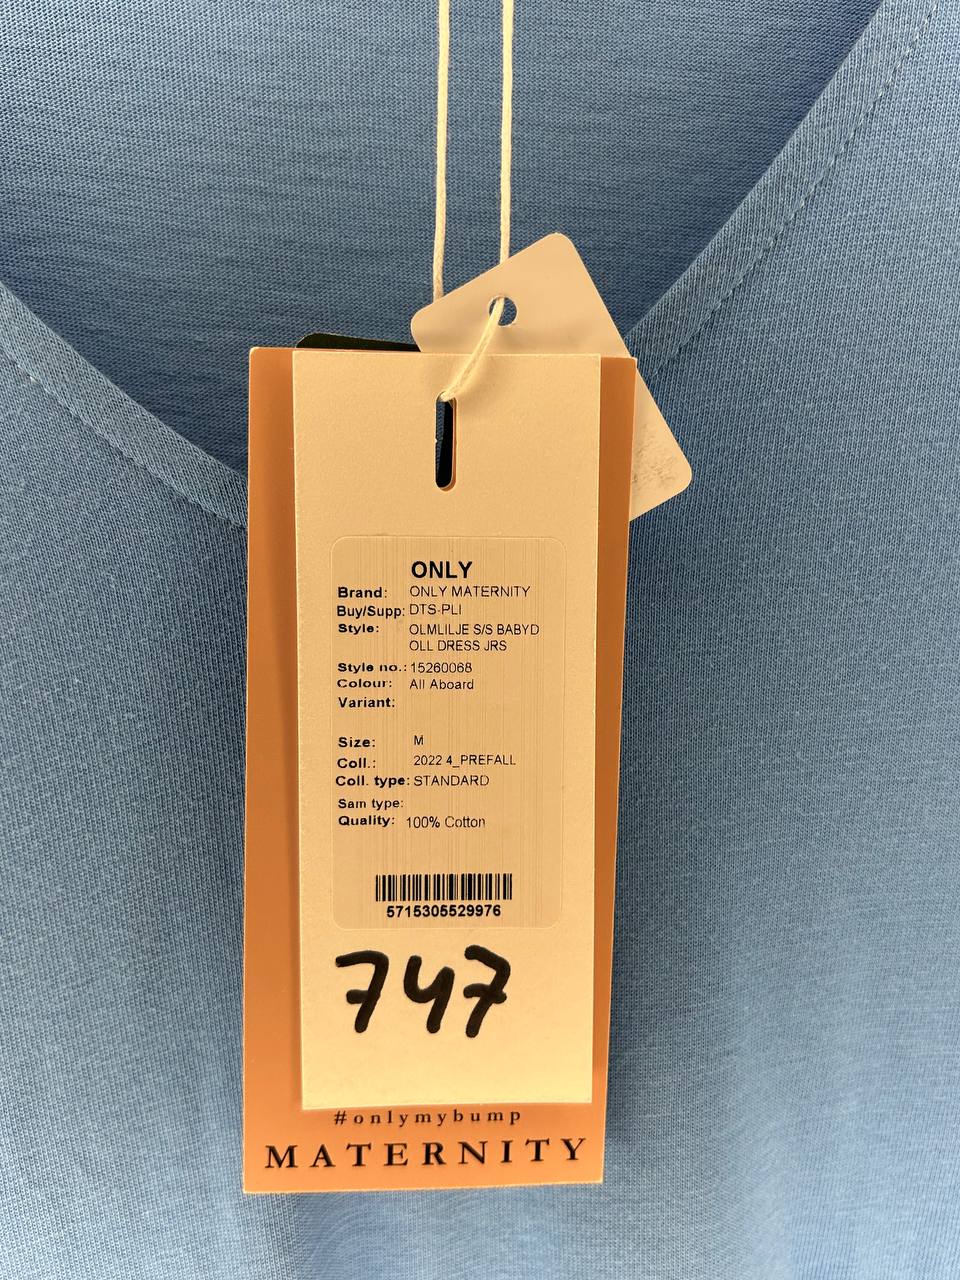 ONLY
Brand: ONLY MATERNITY
Buy/Supp: DTS-PLI
Style: OLMLILJE S/S BABYD
OLL DRESS JRS
Style no.: 15260068
Colour: All Aboard
Variant:
Size: M
Coll.: 2022 4_PREFALL
Coll. type: STANDARD
Sam type:
Quality: 100% Cotton
5715305529976
747
#onlymybump
MATERNITY